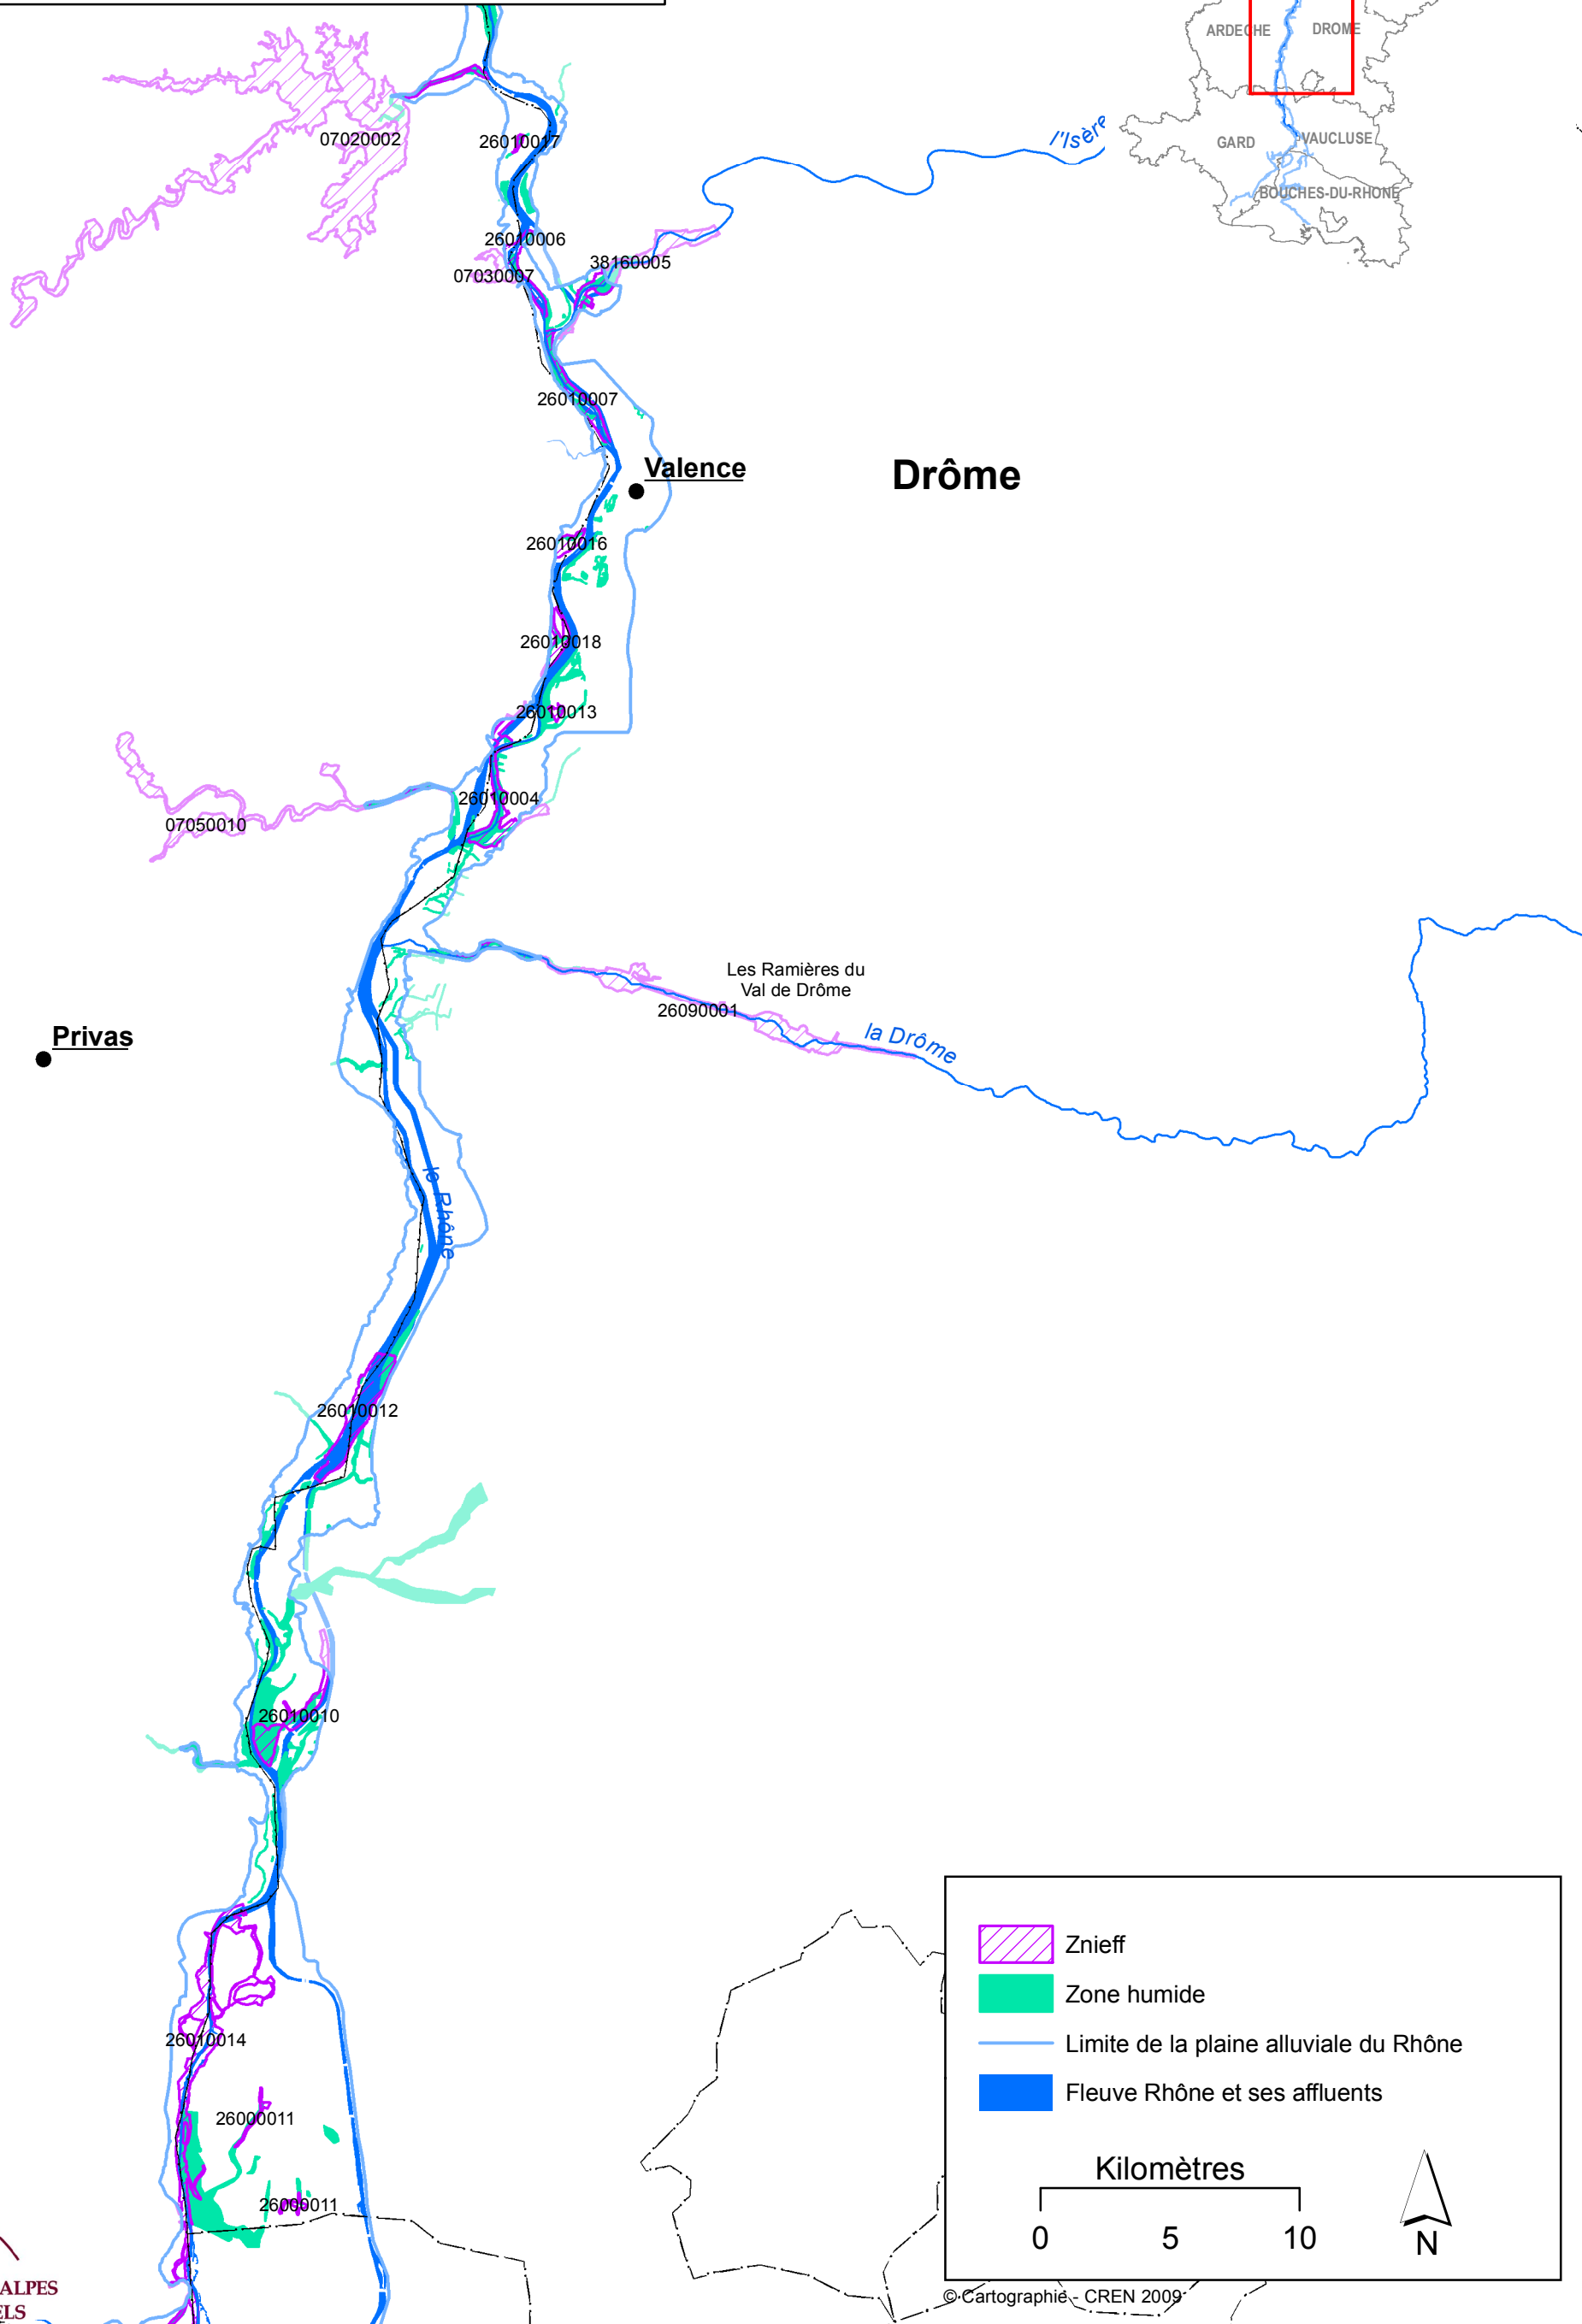 ARDECHE
DROME
GARD
VAUCLUSE
BOUCHES-DU-RHONE
l'Isère
07020002
26010017
26010006
07030007
38160005
26010007
Valence
Drôme
26010016
26010018
26010013
26010004
07050010
Les Ramières du
Val de Drôme
26090001
la Drôme
Privas
le Rhône
26010012
26010010
26010014
26000011
26000011
Znieff
Zone humide
Limite de la plaine alluviale du Rhône
Fleuve Rhône et ses affluents
Kilomètres
0 5 10
N
© Cartographie - CREN 2009
ALPES
ELS